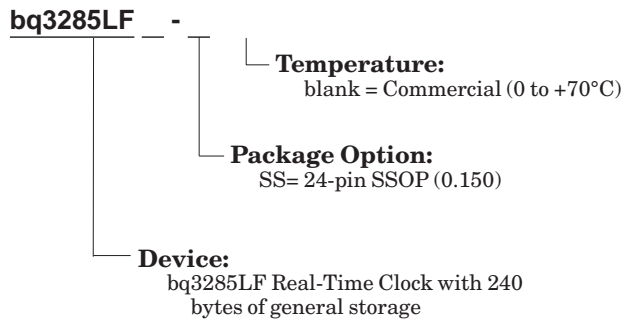 bq3285LF _ - _
Temperature:
blank = Commercial (0 to +70°C)
Package Option:
SS= 24-pin SSOP (0.150)
Device:
bq3285LF Real-Time Clock with 240
bytes of general storage